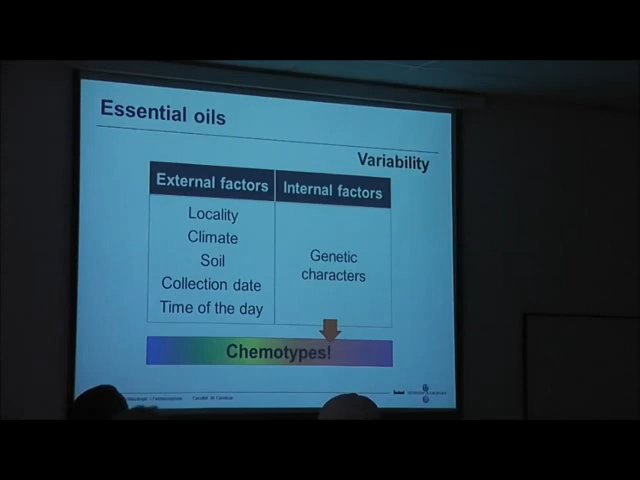 Essential oils
Variability
External factors
Internal factors
Locality
Climate
Soil
Collection date
Time of the day
Genetic
characters
Chemotypes!